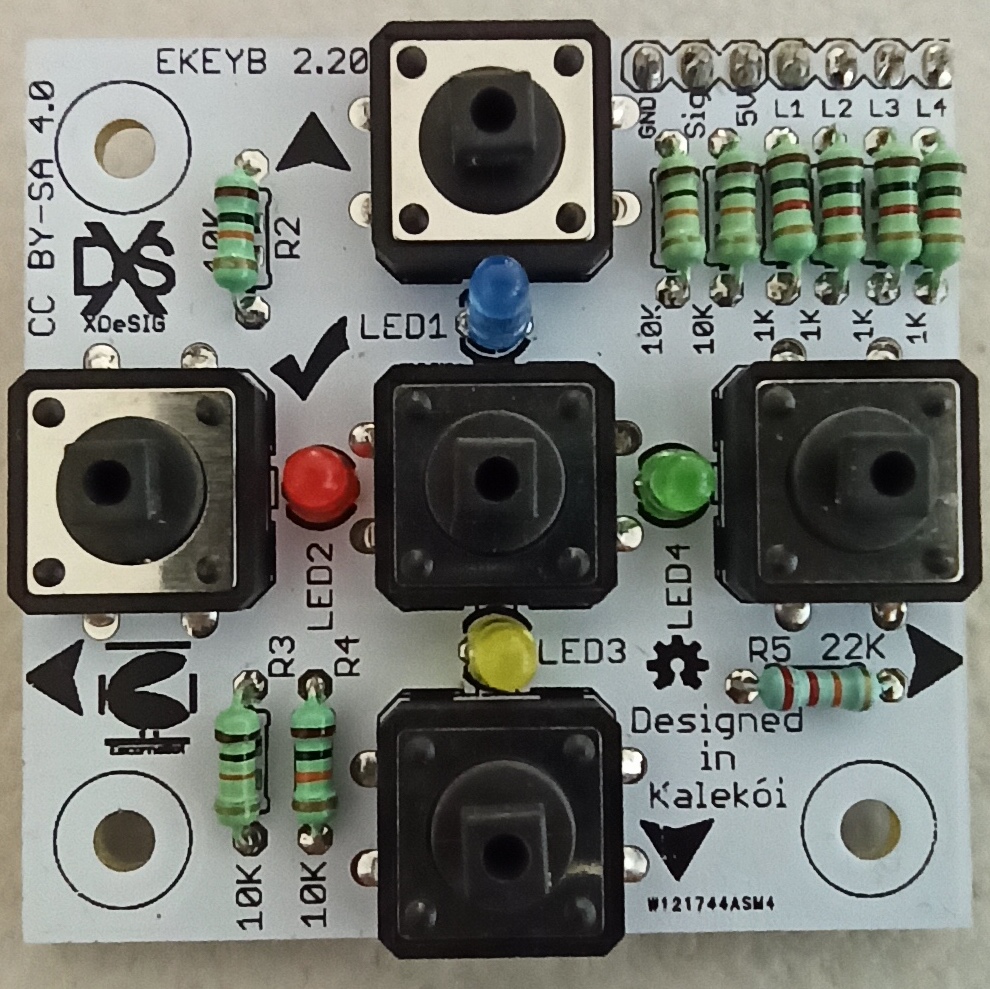 EKEYB 2.20
CC BY-SA 4.0
GND
Sig
5V
L1
L2
L3
L4
10K
R2
DXS
XDeSIG
LED1
10K
10K
1K
1K
1K
1K
LED2
LED4
R3
R4
LED3
R5 22K
Designed
in
Kalekói
10K
10K
W121744ASM4